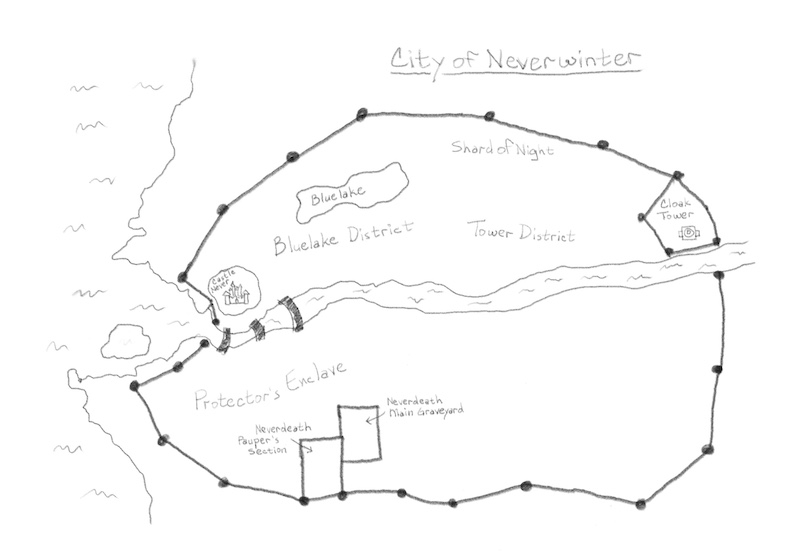 City of Neverwinter
Shard of Night
Bluelake
Cloak
Tower
Bluelake District
Tower District
Castle
Never
Protector's Enclave
Neverdeath
Main Graveyard
Neverdeath
Pauper's
Section